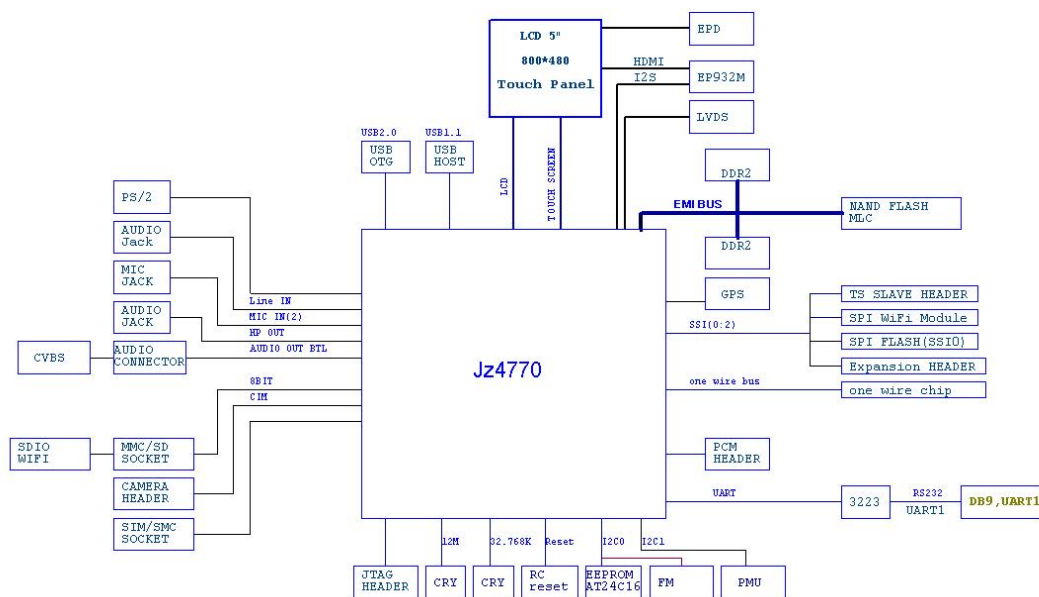 LCD 5"
800*480
Touch Panel
EPD
HDMI
I2S
EP932M
LVDS
USB2.0
USB1.1
USB
OTG
USB
HOST
LCD
TOUCH SCREEN
DDR2
EMI BUS
NAND FLASH
MLC
DDR2
PS/2
AUDIO
Jack
MIC
JACK
AUDIO
JACK
CVBS
AUDIO
CONNECTOR
Line IN
MIC IN(2)
HP OUT
AUDIO OUT BTL
8BIT
CIM
SDIO
WIFI
MMC/SD
SOCKET
CAMERA
HEADER
SIM/SMC
SOCKET
Jz4770
GPS
SSI(0:2)
TS SLAVE HEADER
SPI WiFi Module
SPI FLASH(SSI0)
Expansion HEADER
one wire bus
one wire chip
PCM
HEADER
UART
3223
RS232
UART1
DB9,UART1
12M
32.768K
Reset
I2C0
I2C1
JTAG
HEADER
CRY
CRY
RC
reset
EEPROM
AT24C16
FM
PMU